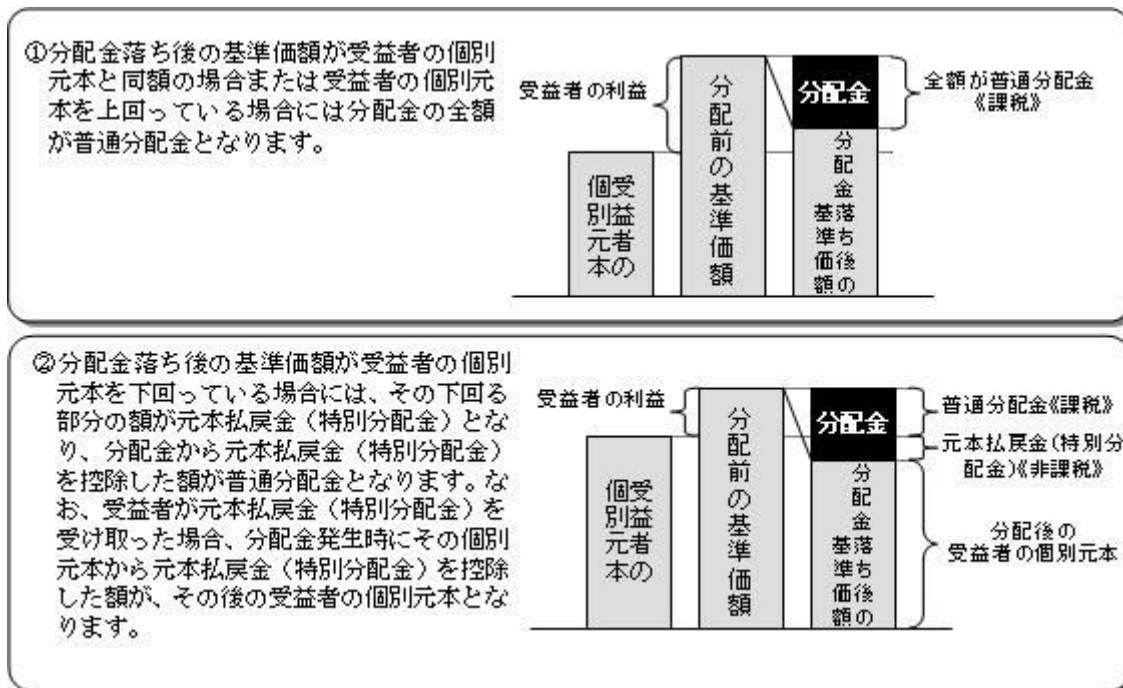 ①分配金落ち後の基準価額が受益者の個別
元本と同額の場合または受益者の個別元
本を上回っている場合には分配金の全額
が普通分配金となります。
受益者の利益
受益者の
個別元本
分配前の基準価額
分配金
分配金落ち後の
基準価額
全額が普通分配金
《課税》
②分配金落ち後の基準価額が受益者の個別
元本を下回っている場合には、その下回る
部分の額が元本払戻金（特別分配金）とな
り、分配金から元本払戻金（特別分配金）
を控除した額が普通分配金となります。な
お、受益者が元本払戻金（特別分配金）を
受け取った場合、分配金発生時にその個別
元本から元本払戻金（特別分配金）を控除
した額が、その後の受益者の個別元本とな
ります。
受益者の利益
受益者の
個別元本
分配前の基準価額
分配金
分配金落ち後の
基準価額
普通分配金《課税》
元本払戻金(特別分
配金)《非課税》
分配後の
受益者の個別元本